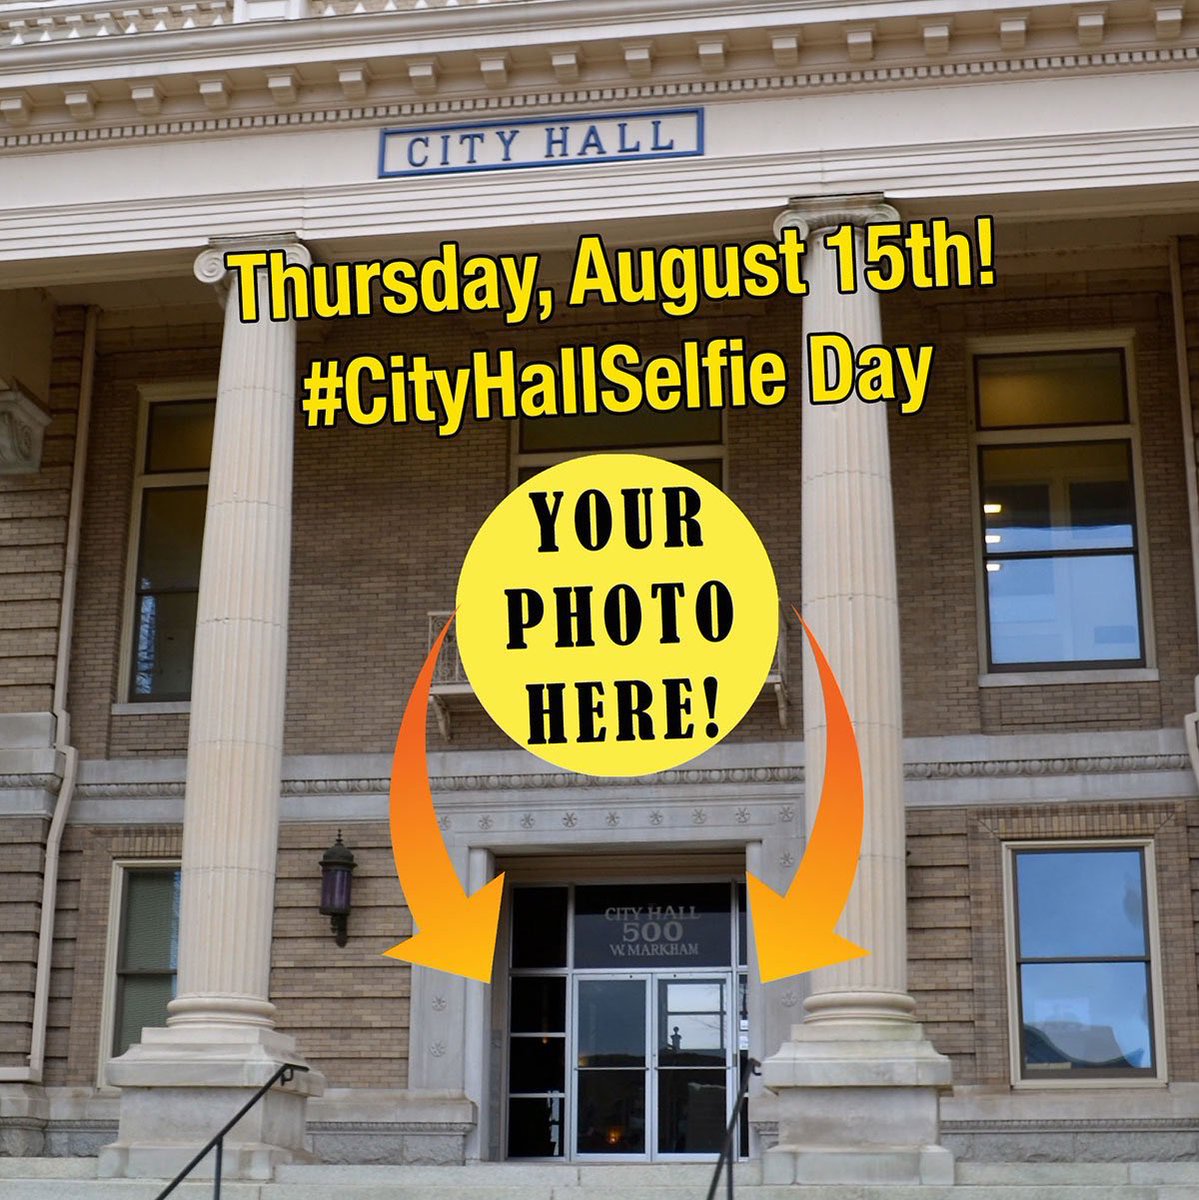 CITY HALL
Thursday, August 15th!
#CityHallSelfie Day
YOUR
PHOTO
HERE!
CITY HALL
500
W. MARKHAM